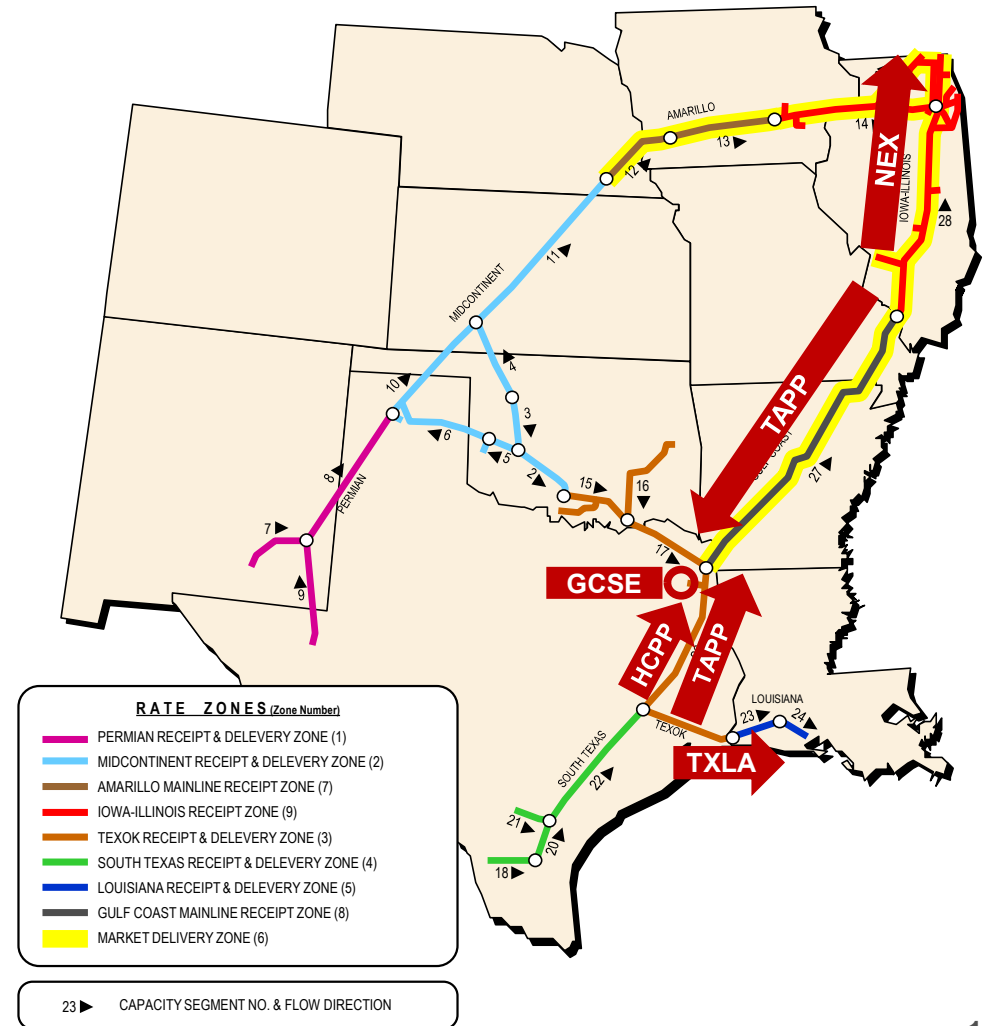 AMARILLO
14
13
12
NEX
IOWA-ILLINOIS
28
11
MIDCONTINENT
TAPP
10
4
3
6
5
27
8
2
15
16
PERMIAN
7
17
9
GCSE
HCPP
TAPP
LOUISIANA
23
24
TEXOK
TXLA
SOUTH TEXAS
22
21
20
18
RATE ZONES (Zone Number)
PERMIAN RECEIPT & DELEVERY ZONE (1)
MIDCONTINENT RECEIPT & DELEVERY ZONE (2)
AMARILLO MAINLINE RECEIPT ZONE (7)
IOWA-ILLINOIS RECEIPT ZONE (9)
TEXOK RECEIPT & DELEVERY ZONE (3)
SOUTH TEXAS RECEIPT & DELEVERY ZONE (4)
LOUISIANA RECEIPT & DELEVERY ZONE (5)
GULF COAST MAINLINE RECEIPT ZONE (8)
MARKET DELIVERY ZONE (6)
23 ► CAPACITY SEGMENT NO. & FLOW DIRECTION